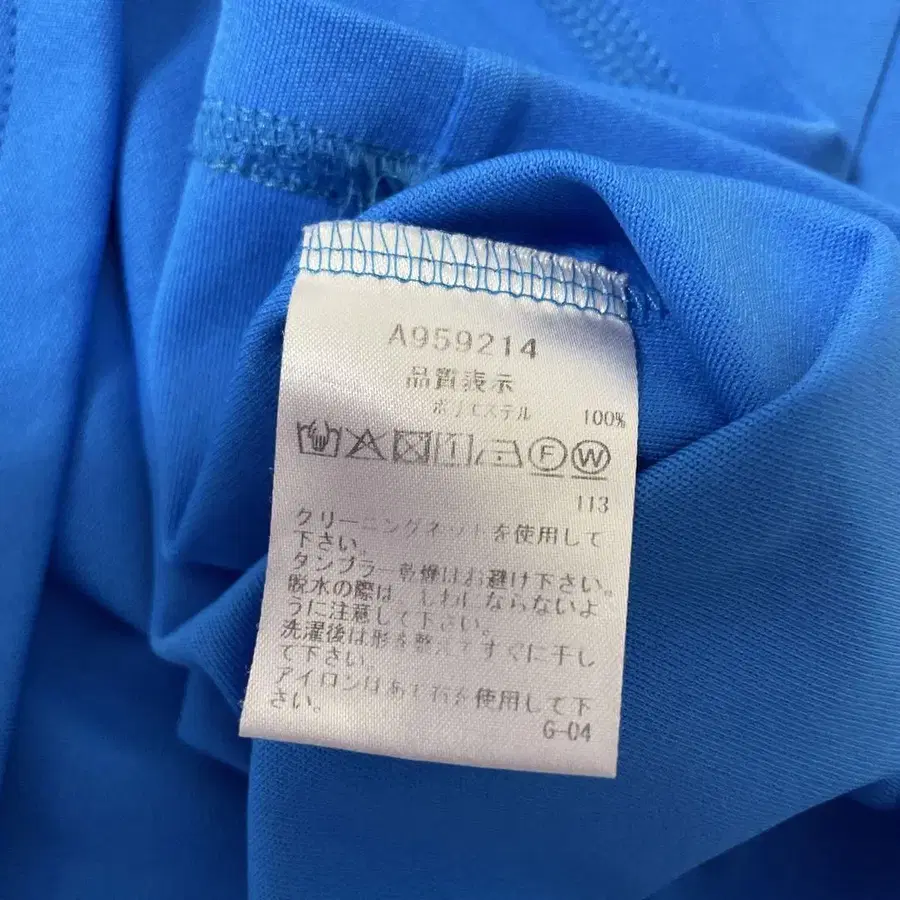 A959214
品質表示
ポリエステル 100%
F W
113
クリーニングネットを使用して
下さい。
タンブラー乾燥はお避け下さい。
脱水の際は しわにならないよ
うに注意して下さい。
洗濯後は形を整えてすぐに干し
て下さい。
アイロンはあて布を使用して下
さい。
G-04